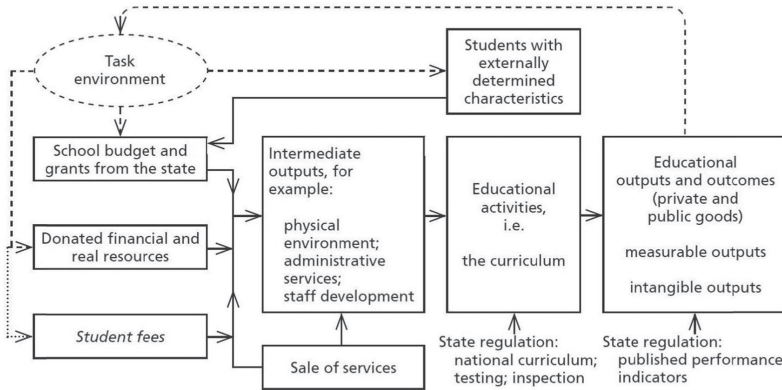 Task
environment
Students with
externally
determined
characteristics
School budget and
grants from the state
Donated financial and
real resources
Student fees
Intermediate
outputs, for
example:
physical
environment;
administrative
services;
staff development
Sale of services
Educational
activities,
i.e.
the curriculum
State regulation:
national curriculum;
testing; inspection
Educational
outputs and outcomes
(private and
public goods)
measurable outputs
intangible outputs
State regulation:
published performance
indicators